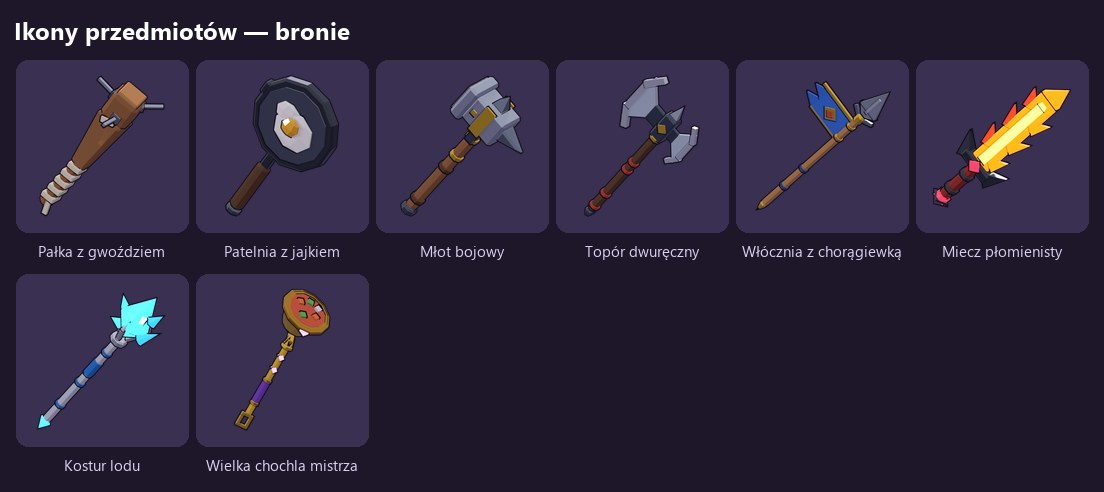 Ikony przedmiotów — bronie
Pałka z gwoździem
Patelnia z jajkiem
Młot bojowy
Topór dwuręczny
Włócznia z chorągiewką
Miecz płomienisty
Kostur lodu
Wielka chochla mistrza